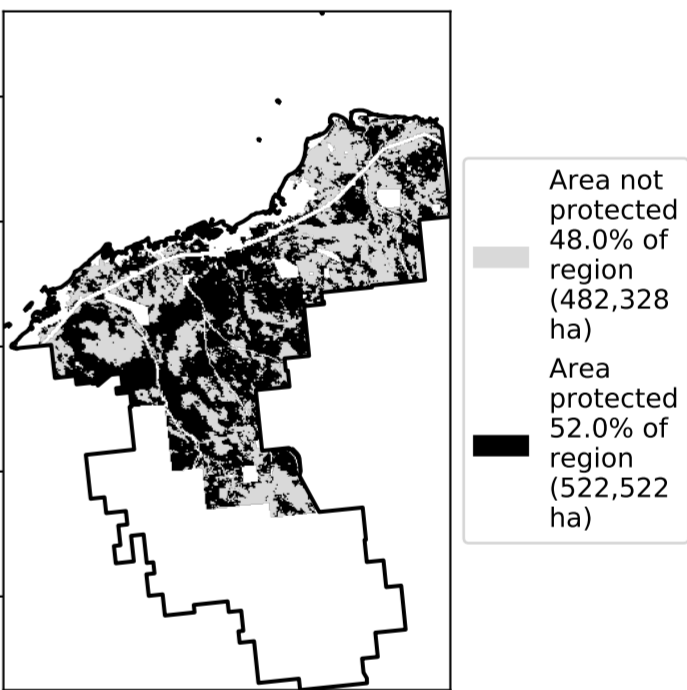 Area not
protected
48.0% of
region
(482,328
ha)
Area
protected
52.0% of
region
(522,522
ha)